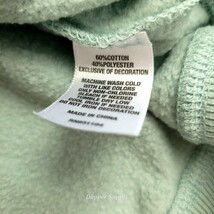 60%COTTON
40%POLYESTER
EXCLUSIVE OF DECORATION
MACHINE WASH COLD
WITH LIKE COLORS
ONLY NON-CHLORINE
BLEACH IF NEEDED
TUMBLE DRY LOW
COOL IRON IF NEEDED
DO NOT IRON DECORATION
MADE IN CHINA